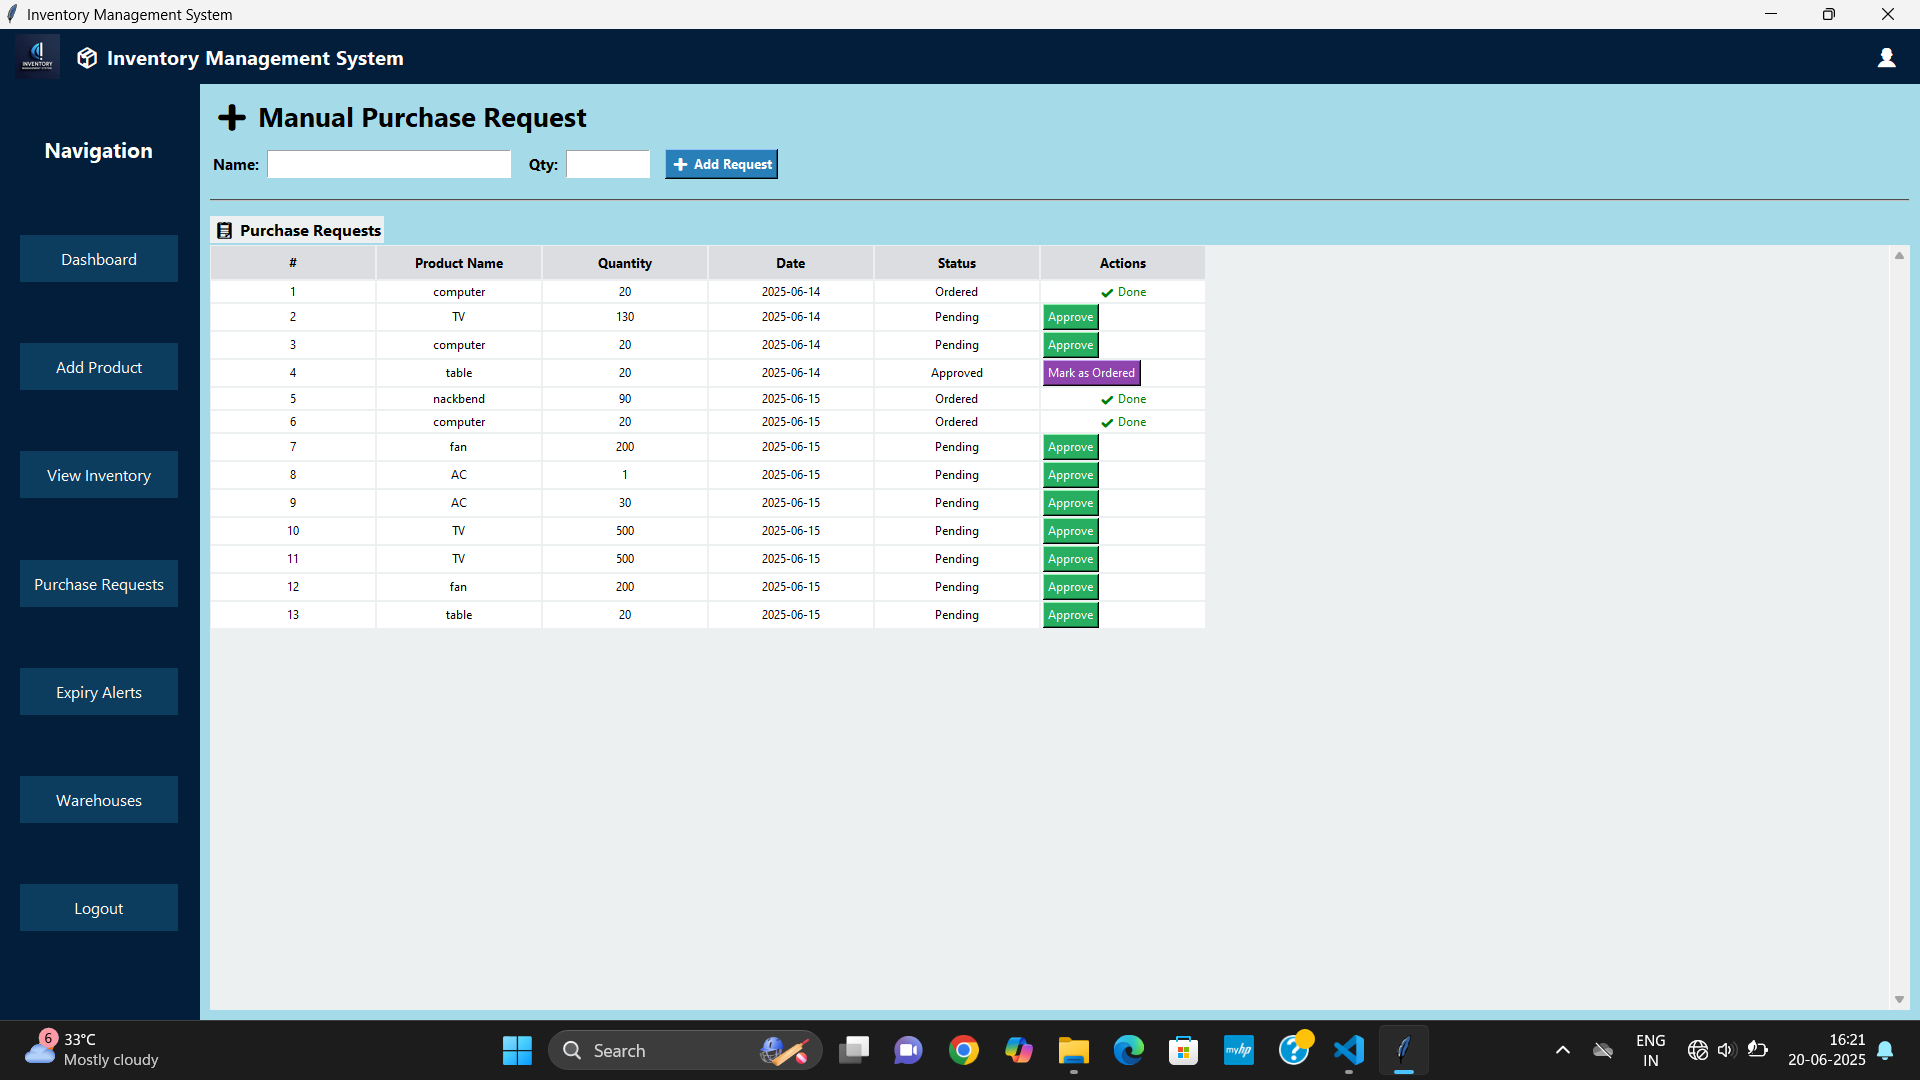 Inventory Management System
INVENTORY
Inventory Management System
Navigation
Dashboard
Add Product
View Inventory
Purchase Requests
Expiry Alerts
Warehouses
Logout
Manual Purchase Request
Name: Qty: Add Request
Purchase Requests
# Product Name Quantity Date Status Actions
1 computer 20 2025-06-14 Ordered ✔ Done
2 TV 130 2025-06-14 Pending Approve
3 computer 20 2025-06-14 Pending Approve
4 table 20 2025-06-14 Approved Mark as Ordered
5 nackbend 90 2025-06-15 Ordered ✔ Done
6 computer 20 2025-06-15 Ordered ✔ Done
7 fan 200 2025-06-15 Pending Approve
8 AC 1 2025-06-15 Pending Approve
9 AC 30 2025-06-15 Pending Approve
10 TV 500 2025-06-15 Pending Approve
11 TV 500 2025-06-15 Pending Approve
12 fan 200 2025-06-15 Pending Approve
13 table 20 2025-06-15 Pending Approve
6 33°C
Mostly cloudy
Search
myhp
ENG
IN
16:21
20-06-2025